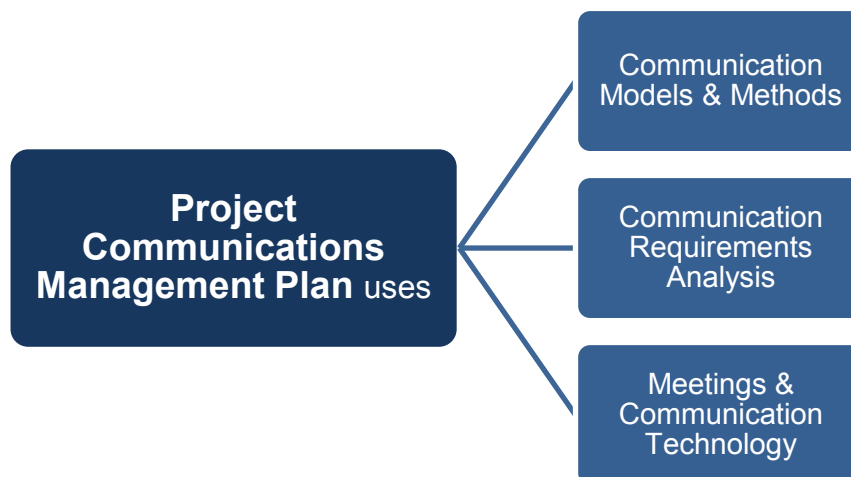 Project
Communications
Management Plan uses
Communication
Models & Methods
Communication
Requirements
Analysis
Meetings &
Communication
Technology